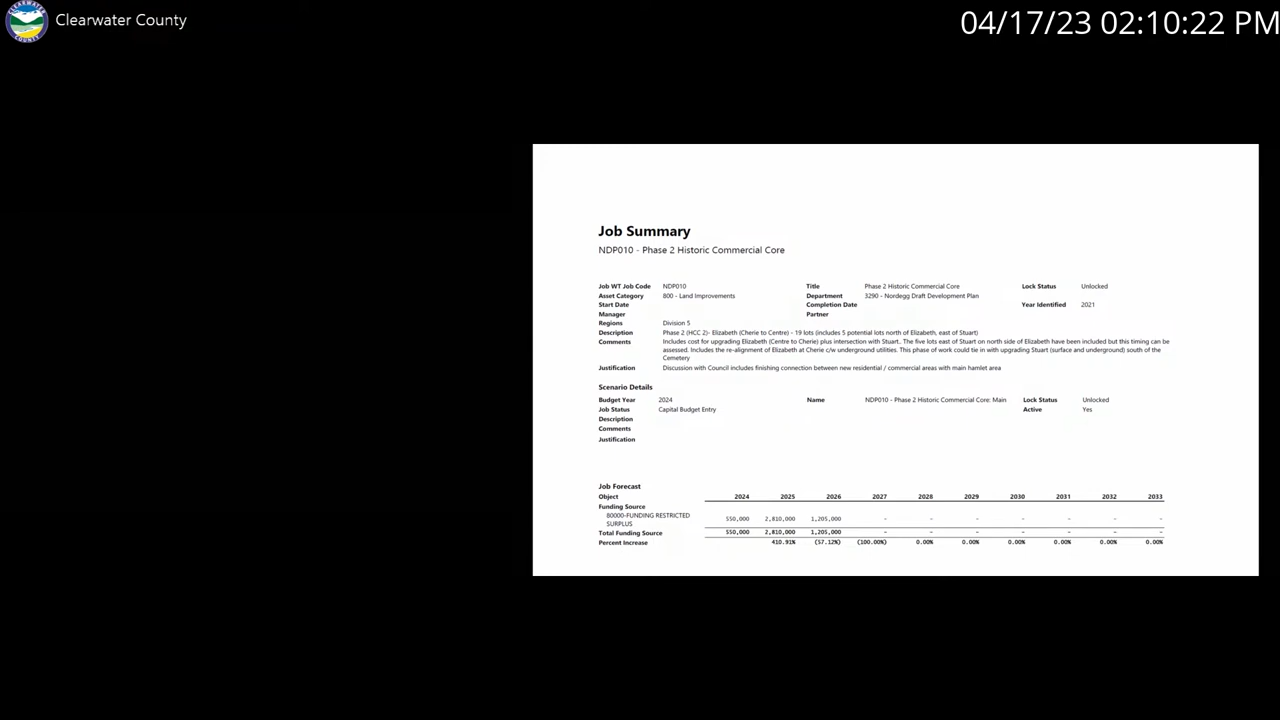 Clearwater County
04/17/23 02:10:22 PM
Job Summary
NDP010 - Phase 2 Historic Commercial Core
Job WT Job Code NDP010 Title Phase 2 Historic Commercial Core Lock Status Unlocked
Asset Category 800 - Land Improvements Department 3290 - Nordegg Draft Development Plan
Start Date Completion Date Year Identified 2021
Manager Partner
Regions Division 5
Description Phase 2 (HCC 2)- Elizabeth (Cherie to Centre) - 19 lots (includes 5 potential lots north of Elizabeth, east of Stuart)
Comments Includes cost for upgrading Elizabeth (Centre to Cherie) plus intersection with Stuart. The five lots east of Stuart on north side of Elizabeth have been included but this timing can be
assessed. Includes the re-alignment of Elizabeth at Cherie c/w underground utilities. This phase of work could tie in with upgrading Stuart (surface and underground) south of the
Cemetery
Justification Discussion with Council includes finishing connection between new residential / commercial areas with main hamlet area
Scenario Details
Budget Year 2024 Name NDP010 - Phase 2 Historic Commercial Core: Main Lock Status Unlocked
Job Status Capital Budget Entry Active Yes
Description
Comments
Justification
Job Forecast
Object 2024 2025 2026 2027 2028 2029 2030 2031 2032 2033
Funding Source
80000-FUNDING RESTRICTED
SURPLUS 550,000 2,810,000 1,205,000 - - - - - - -
Total Funding Source 550,000 2,810,000 1,205,000 - - - - - - -
Percent Increase 410.91% (57.12%) (100.00%) 0.00% 0.00% 0.00% 0.00% 0.00% 0.00%